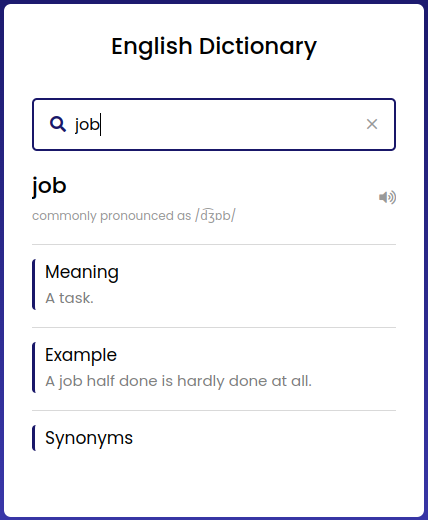 English Dictionary
job
job
commonly pronounced as /d͡ʒɒb/
Meaning
A task.
Example
A job half done is hardly done at all.
Synonyms